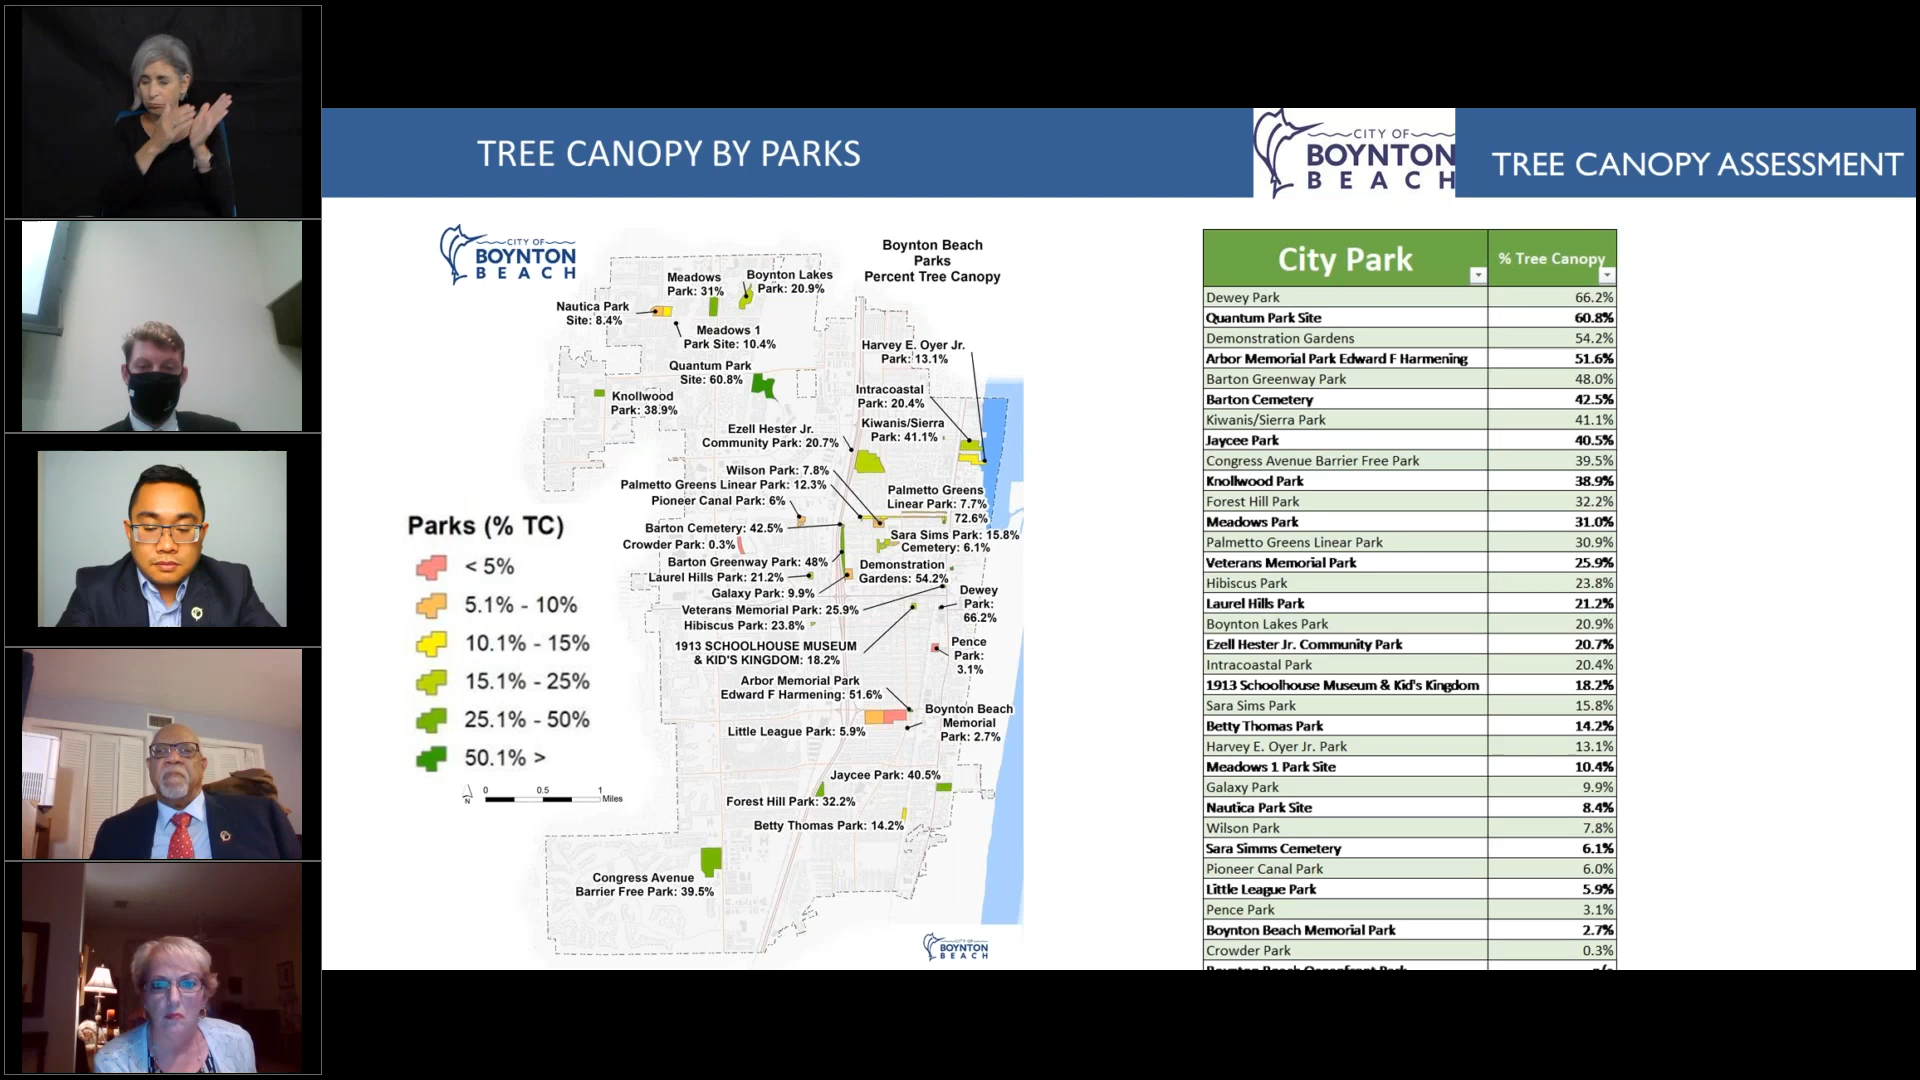 TREE CANOPY BY PARKS
CITY OF
BOYNTON
BEACH
TREE CANOPY ASSESSMENT
CITY OF
BOYNTON
BEACH
Boynton Beach
Parks
Percent Tree Canopy
Meadows
Park: 31%
Boynton Lakes
Park: 20.9%
Nautica Park
Site: 8.4%
Meadows 1
Park Site: 10.4%
Harvey E. Oyer Jr.
Park: 13.1%
Quantum Park
Site: 60.8%
Knollwood
Park: 38.9%
Intracoastal
Park: 20.4%
Kiwanis/Sierra
Park: 41.1%
Ezell Hester Jr.
Community Park: 20.7%
Wilson Park: 7.8%
Palmetto Greens Linear Park: 12.3%
Pioneer Canal Park: 6%
Palmetto Greens
Linear Park: 7.7%
72.6%
Barton Cemetery: 42.5%
Sara Sims Park: 15.8%
Cemetery: 6.1%
Crowder Park: 0.3%
Barton Greenway Park: 48%
Demonstration
Gardens: 54.2%
Laurel Hills Park: 21.2%
Galaxy Park: 9.9%
Dewey
Park:
66.2%
Veterans Memorial Park: 25.9%
Hibiscus Park: 23.8%
1913 SCHOOLHOUSE MUSEUM
& KID'S KINGDOM: 18.2%
Pence
Park:
3.1%
Arbor Memorial Park
Edward F Harmening: 51.6%
Boynton Beach
Memorial
Park: 2.7%
Little League Park: 5.9%
Jaycee Park: 40.5%
Forest Hill Park: 32.2%
Betty Thomas Park: 14.2%
Congress Avenue
Barrier Free Park: 39.5%
Parks (% TC)
< 5%
5.1% - 10%
10.1% - 15%
15.1% - 25%
25.1% - 50%
50.1% >
N
0 0.5 1
Miles
CITY OF
BOYNTON
BEACH
City Park % Tree Canopy
Dewey Park 66.2%
Quantum Park Site 60.8%
Demonstration Gardens 54.2%
Arbor Memorial Park Edward F Harmening 51.6%
Barton Greenway Park 48.0%
Barton Cemetery 42.5%
Kiwanis/Sierra Park 41.1%
Jaycee Park 40.5%
Congress Avenue Barrier Free Park 39.5%
Knollwood Park 38.9%
Forest Hill Park 32.2%
Meadows Park 31.0%
Palmetto Greens Linear Park 30.9%
Veterans Memorial Park 25.9%
Hibiscus Park 23.8%
Laurel Hills Park 21.2%
Boynton Lakes Park 20.9%
Ezell Hester Jr. Community Park 20.7%
Intracoastal Park 20.4%
1913 Schoolhouse Museum & Kid's Kingdom 18.2%
Sara Sims Park 15.8%
Betty Thomas Park 14.2%
Harvey E. Oyer Jr. Park 13.1%
Meadows 1 Park Site 10.4%
Galaxy Park 9.9%
Nautica Park Site 8.4%
Wilson Park 7.8%
Sara Simms Cemetery 6.1%
Pioneer Canal Park 6.0%
Little League Park 5.9%
Pence Park 3.1%
Boynton Beach Memorial Park 2.7%
Crowder Park 0.3%
Boynton Beach Oceanfront Park